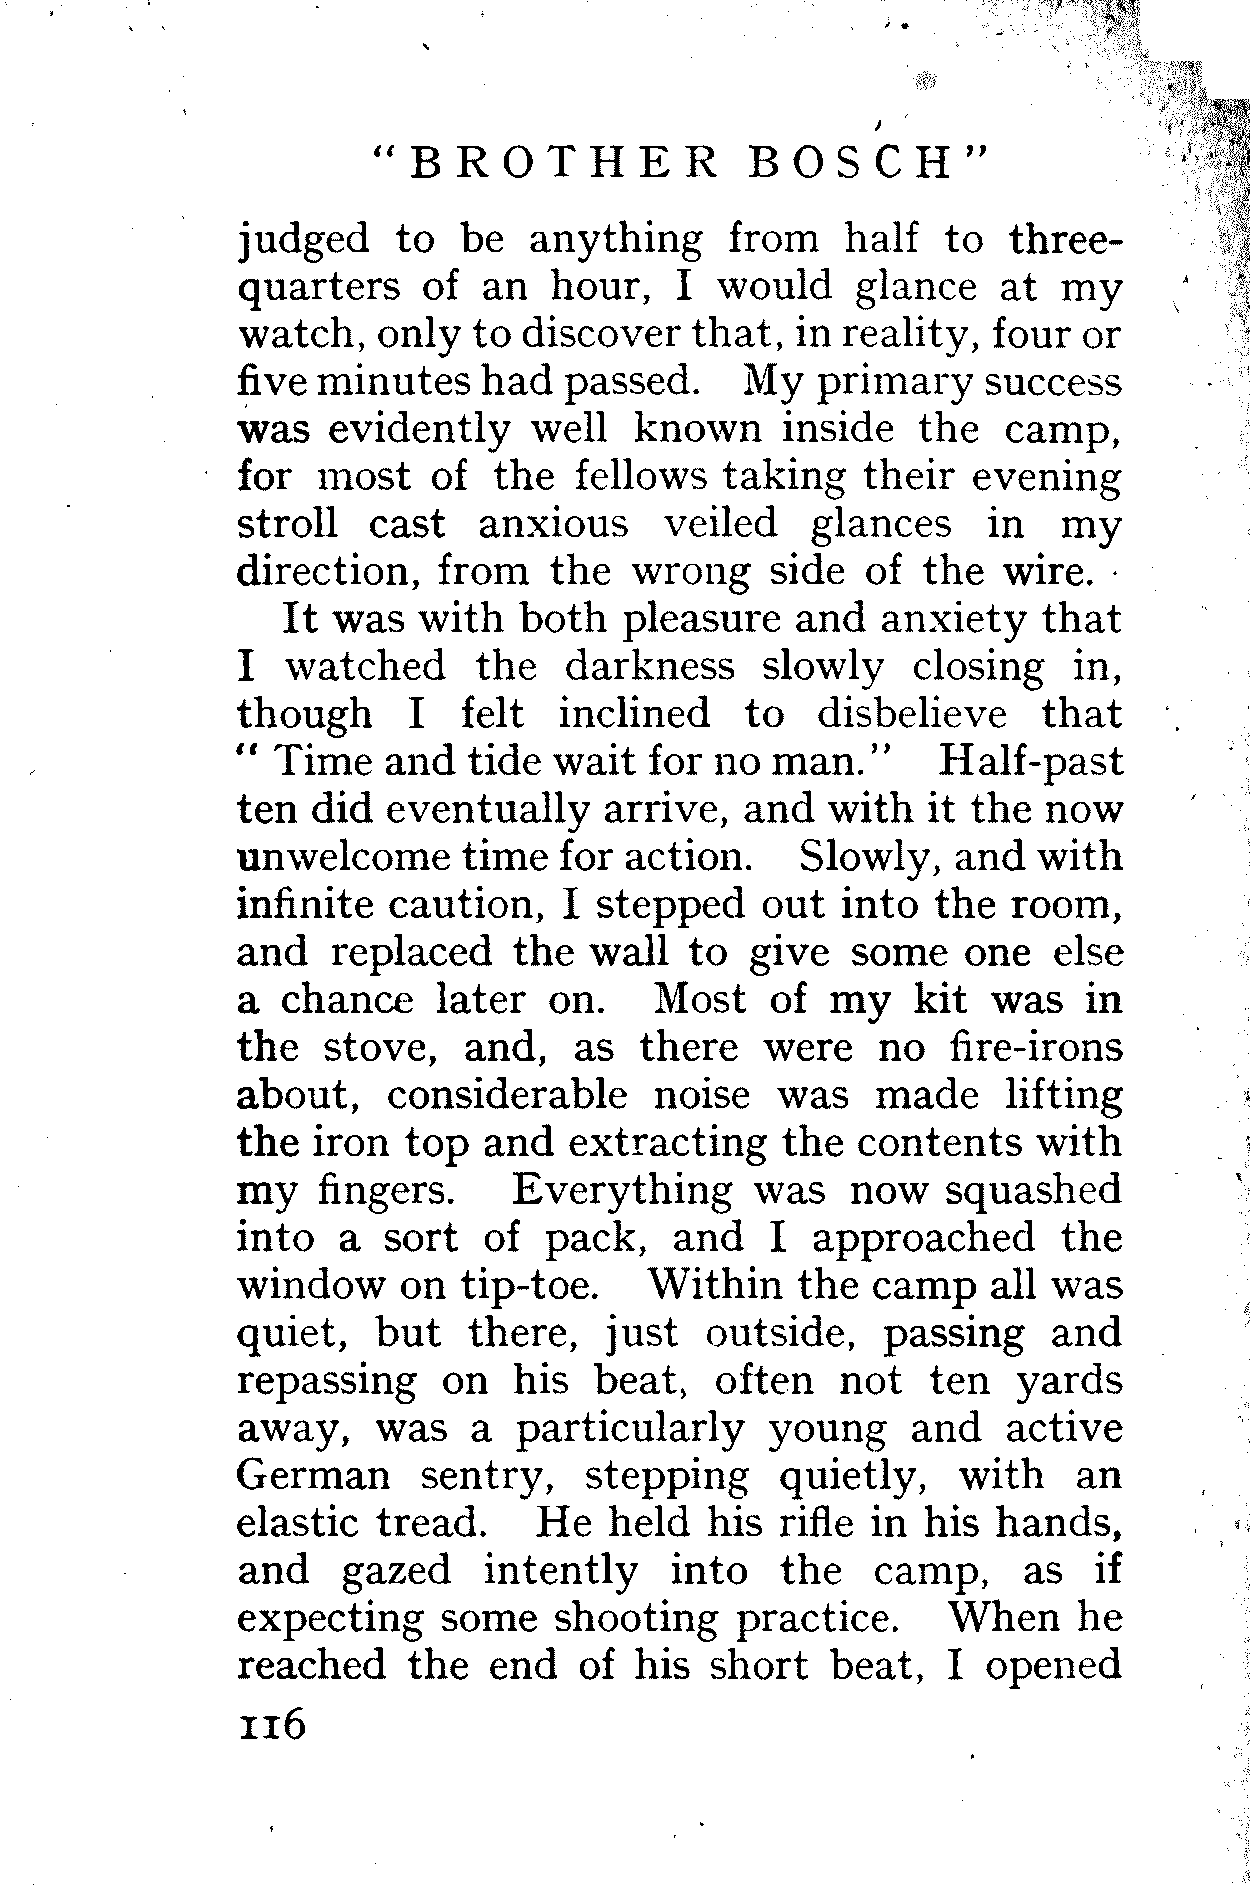 "BROTHER BOSCH"
judged to be anything from half to three-
quarters of an hour, I would glance at my
watch, only to discover that, in reality, four or
five minutes had passed. My primary success
was evidently well known inside the camp,
for most of the fellows taking their evening
stroll cast anxious veiled glances in my
direction, from the wrong side of the wire.
It was with both pleasure and anxiety that
I watched the darkness slowly closing in,
though I felt inclined to disbelieve that
"Time and tide wait for no man." Half-past
ten did eventually arrive, and with it the now
unwelcome time for action. Slowly, and with
infinite caution, I stepped out into the room,
and replaced the wall to give some one else
a chance later on. Most of my kit was in
the stove, and, as there were no fire-irons
about, considerable noise was made lifting
the iron top and extracting the contents with
my fingers. Everything was now squashed
into a sort of pack, and I approached the
window on tip-toe. Within the camp all was
quiet, but there, just outside, passing and
repassing on his beat, often not ten yards
away, was a particularly young and active
German sentry, stepping quietly, with an
elastic tread. He held his rifle in his hands,
and gazed intently into the camp, as if
expecting some shooting practice. When he
reached the end of his short beat, I opened
116